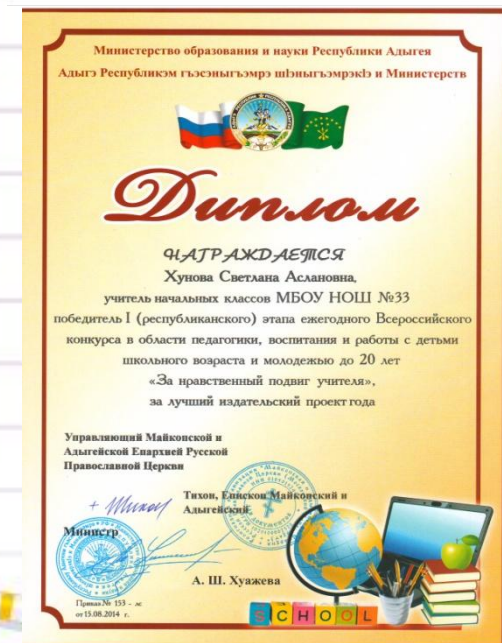 Министерство образования и науки Республики Адыгея
Адыгэ Республикэм гъэсэныгъэмрэ шIэныгъэмрэкIэ и Министерств
Диплом
НАГРАЖДАЕТСЯ
Хунова Светлана Аслановна,
учитель начальных классов МБОУ НОШ №33
победитель I (республиканского) этапа ежегодного Всероссийского
конкурса в области педагогики, воспитания и работы с детьми
школьного возраста и молодежью до 20 лет
«За нравственный подвиг учителя»,
за лучший издательский проект года
Управляющий Майкопской и
Адыгейской Епархией Русской
Православной Церкви
Тихон, Епископ Майкопский и
Адыгейский
Министр
А. Ш. Хуажева
Приказ № 153 - лс
от 15.08.2014 г.
SCHOOL